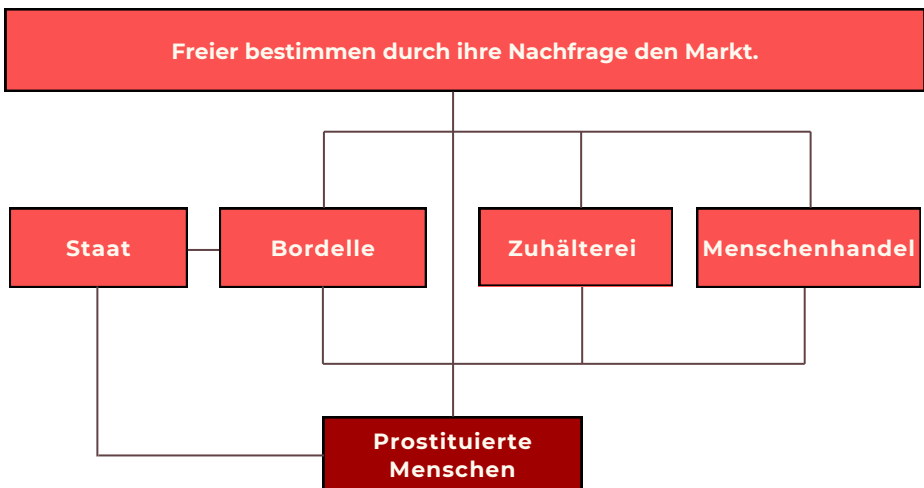 Freier bestimmen durch ihre Nachfrage den Markt.
Staat
Bordelle
Zuhälterei
Menschenhandel
Prostituierte
Menschen